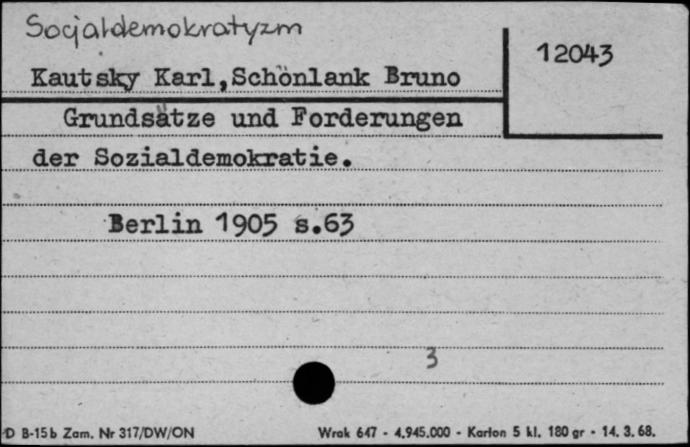 Socjaldemokratyzm
12043
Kautsky Karl,Schönlank Bruno
Grundsätze und Forderungen
der Sozialdemokratie.
Berlin 1905 s.63
3
D B-15b Zam. Nr 317/DW/ON
Wrak 647 - 4.945.000 - Karton 5 kl. 180 gr - 14. 3. 68.